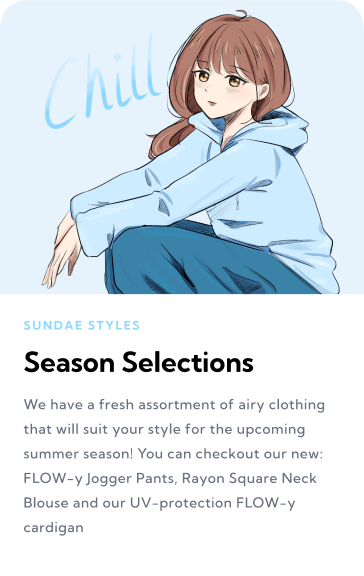 Chill
SUNDAE STYLES
Season Selections
We have a fresh assortment of airy clothing
that will suit your style for the upcoming
summer season! You can checkout our new:
FLOW-y Jogger Pants, Rayon Square Neck
Blouse and our UV-protection FLOW-y
cardigan